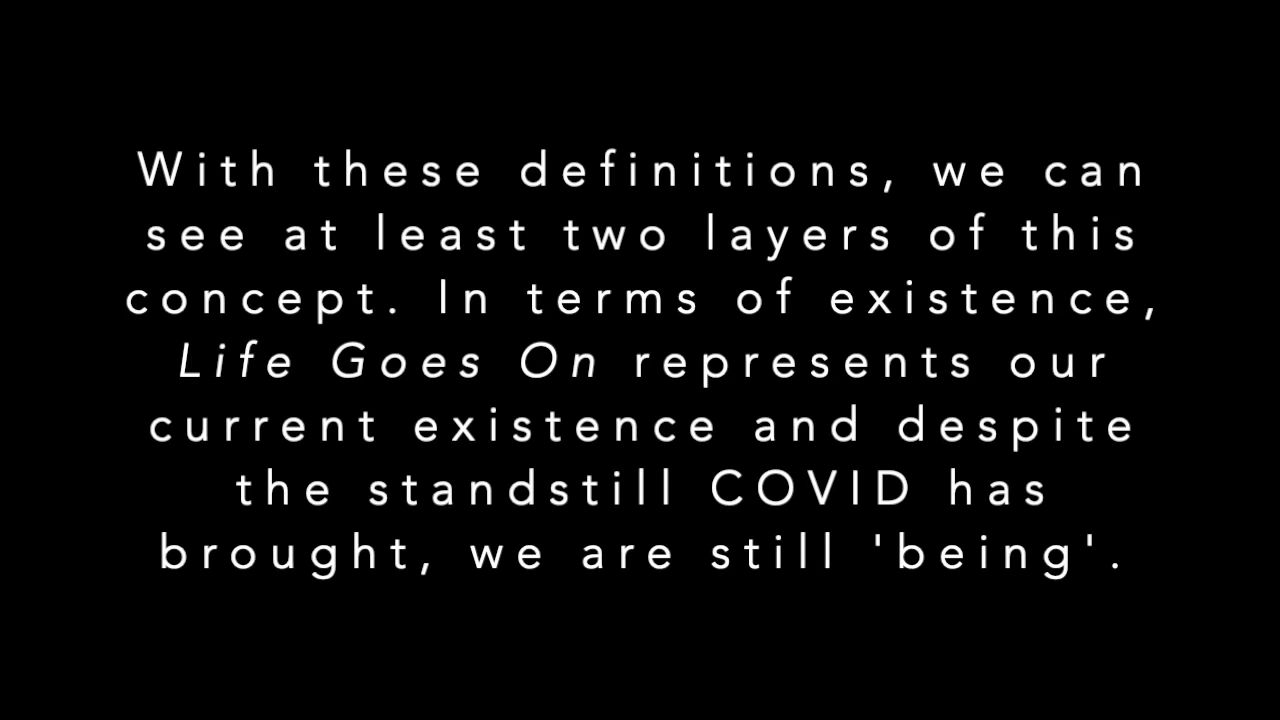 With these definitions, we can
see at least two layers of this
concept. In terms of existence,
Life Goes On represents our
current existence and despite
the standstill COVID has
brought, we are still 'being'.